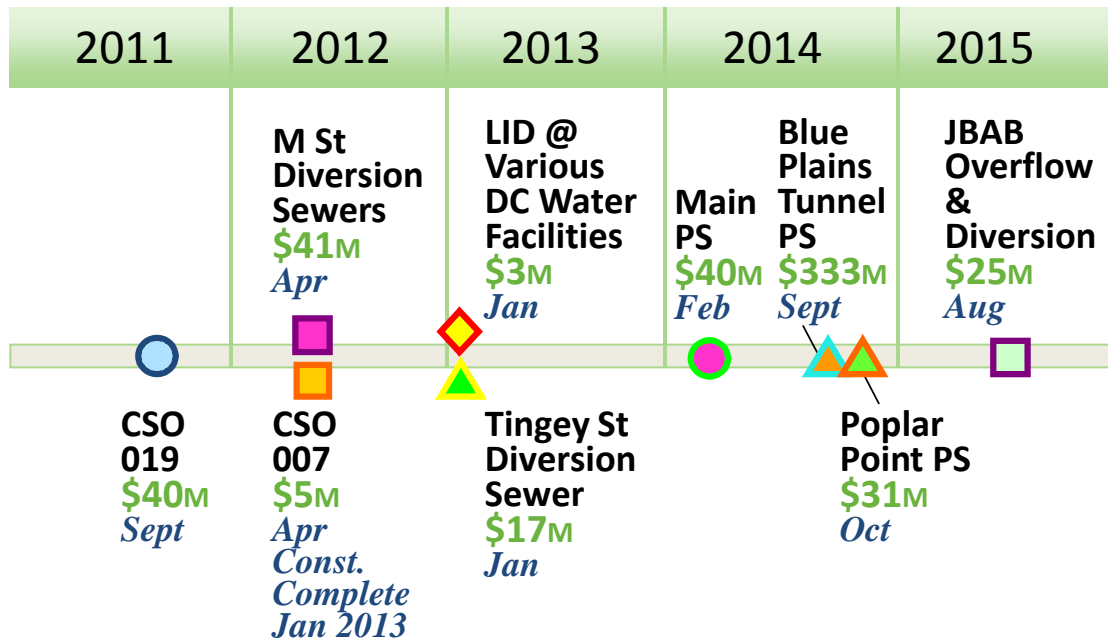 2011 2012 2013 2014 2015
M St
Diversion
Sewers
$41M
Apr
LID @
Various
DC Water
Facilities
$3M
Jan
Main
PS
$40M
Feb
Blue
Plains
Tunnel
PS
$333M
Sept
JBAB
Overflow
&
Diversion
$25M
Aug
CSO
019
$40M
Sept
CSO
007
$5M
Apr
Const.
Complete
Jan 2013
Tingey St
Diversion
Sewer
$17M
Jan
Poplar
Point PS
$31M
Oct